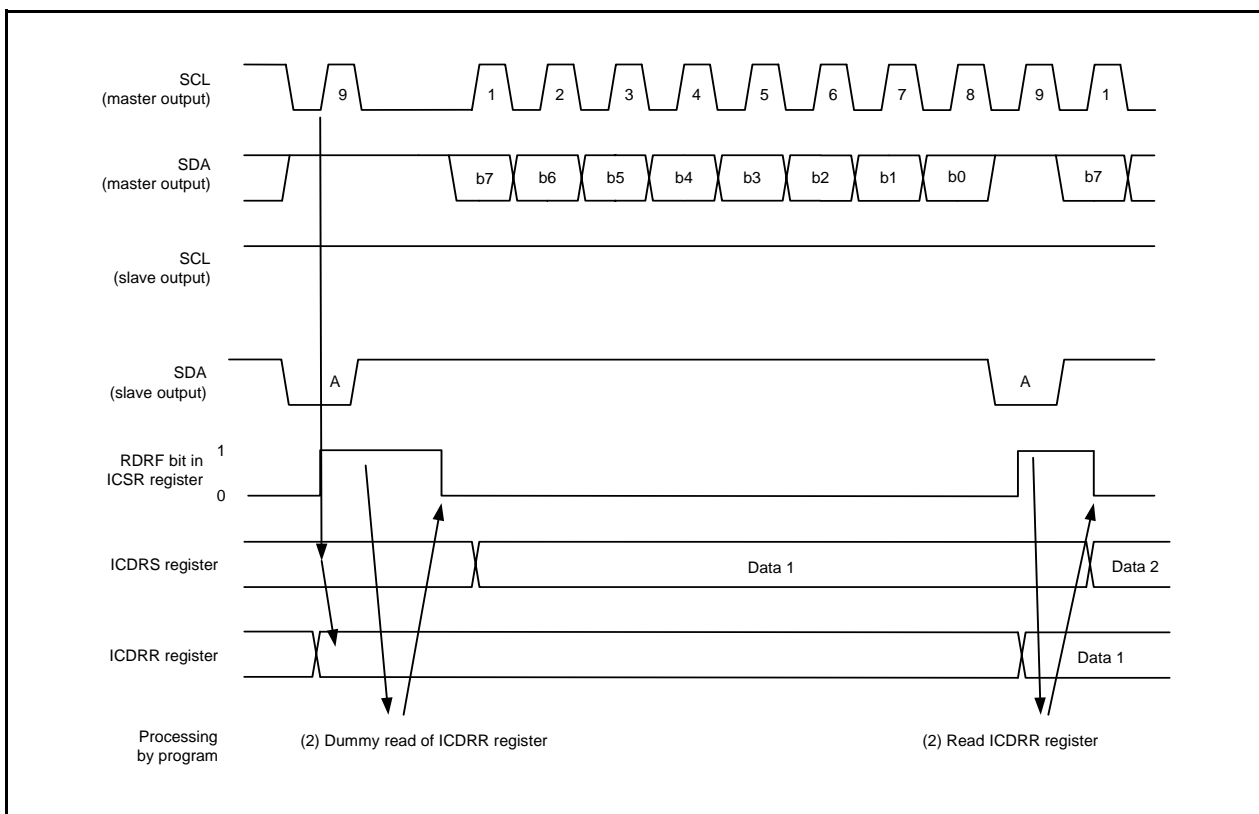 SCL
(master output)
9
1
2
3
4
5
6
7
8
9
1
SDA
(master output)
b7
b6
b5
b4
b3
b2
b1
b0
b7
SCL
(slave output)
SDA
(slave output)
A
A
RDRF bit in
ICSR register
1
0
ICDRS register
Data 1
Data 2
ICDRR register
Data 1
Processing
by program
(2) Dummy read of ICDRR register
(2) Read ICDRR register